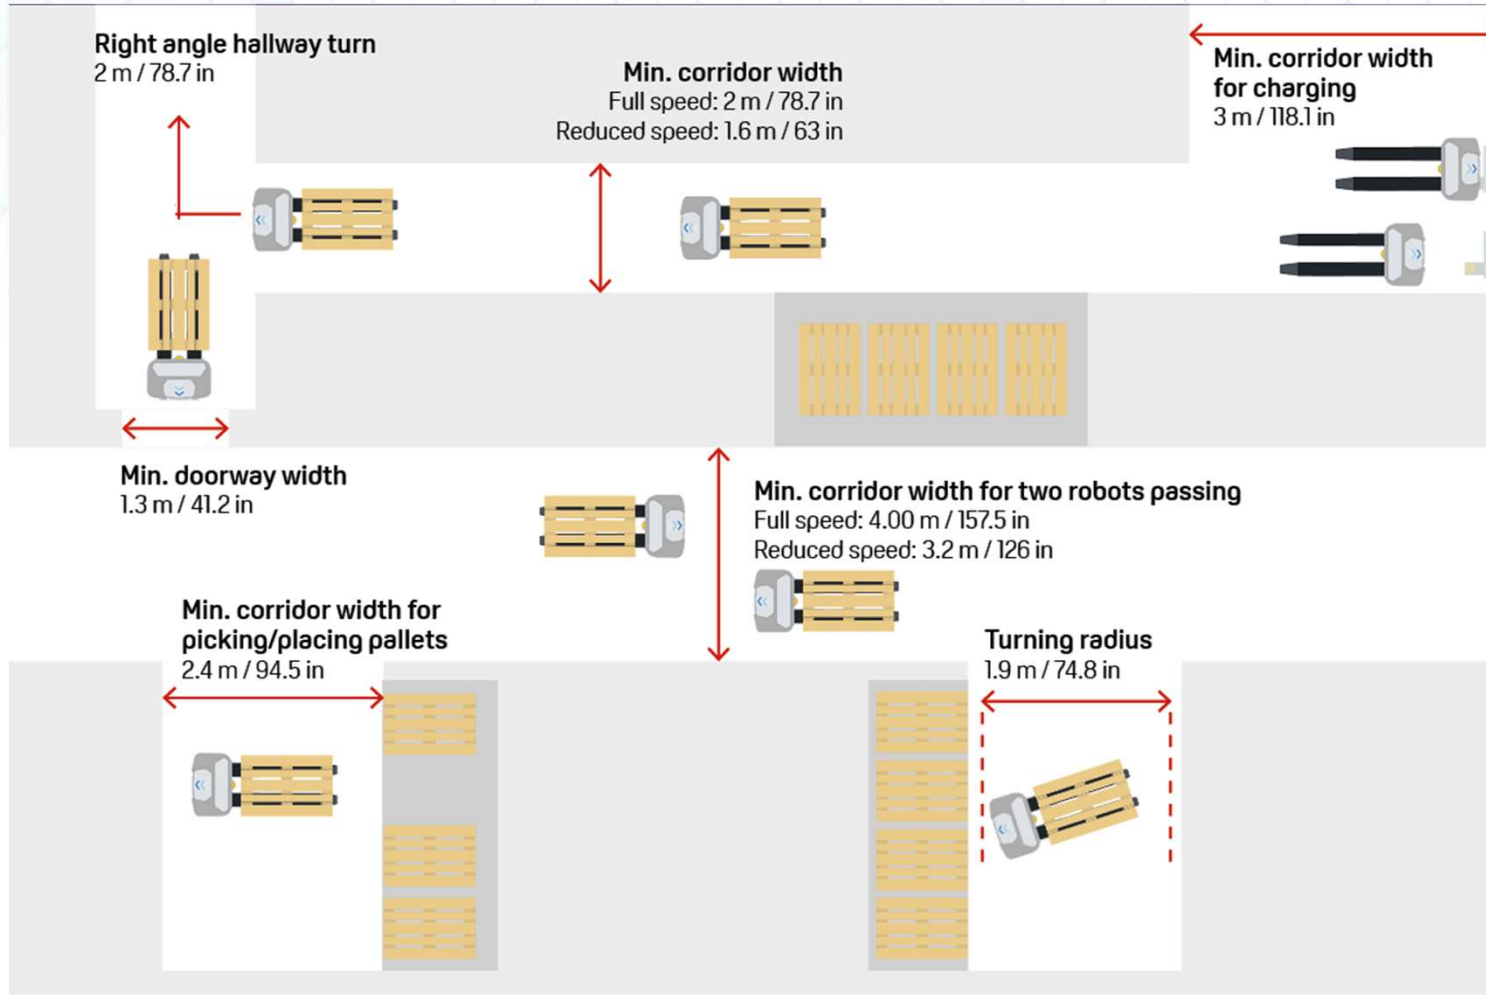 Right angle hallway turn
2 m / 78.7 in
Min. corridor width
Full speed: 2 m / 78.7 in
Reduced speed: 1.6 m / 63 in
Min. corridor width
for charging
3 m / 118.1 in
Min. doorway width
1.3 m / 41.2 in
Min. corridor width for two robots passing
Full speed: 4.00 m / 157.5 in
Reduced speed: 3.2 m / 126 in
Min. corridor width for
picking/placing pallets
2.4 m / 94.5 in
Turning radius
1.9 m / 74.8 in